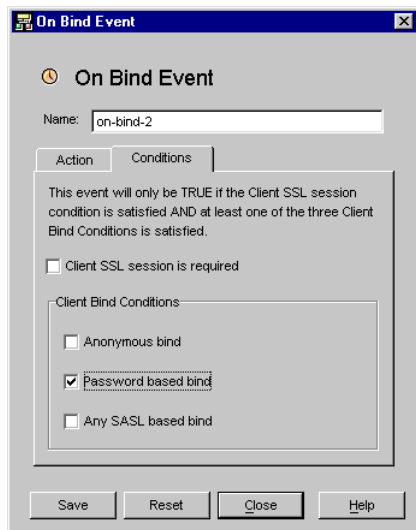 On Bind Event
On Bind Event
Name: on-bind-2
Action Conditions
This event will only be TRUE if the Client SSL session
condition is satisfied AND at least one of the three Client
Bind Conditions is satisfied.
Client SSL session is required
Client Bind Conditions
Anonymous bind
Password based bind
Any SASL based bind
Save Reset Close Help